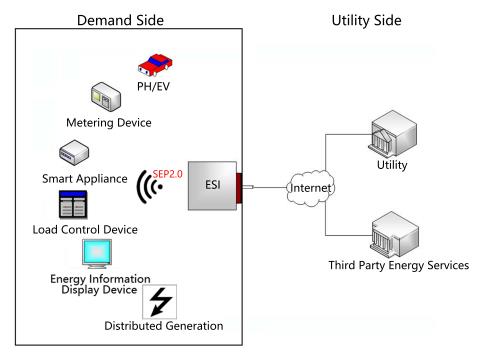 Demand Side
Utility Side
PH/EV
Metering Device
Smart Appliance
SEP2.0
ESI
Internet
Utility
Load Control Device
Energy Information
Display Device
Third Party Energy Services
Distributed Generation